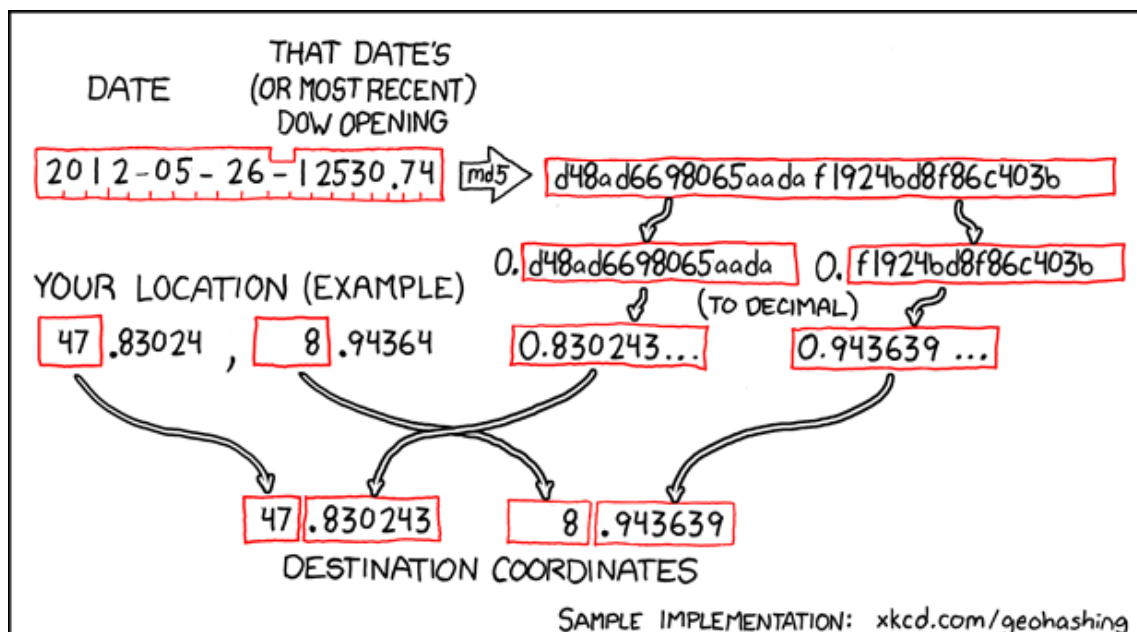 THAT DATE'S
DATE (OR MOST RECENT)
DOW OPENING
2012-05-26-12530.74 md5 d48ad6698065aadaf1924bd8f86c403b
0.d48ad6698065aada 0.f1924bd8f86c403b
YOUR LOCATION (EXAMPLE) (TO DECIMAL)
47.83024, 8.94364 0.830243... 0.943639...
47.830243 8.943639
DESTINATION COORDINATES
SAMPLE IMPLEMENTATION: xkcd.com/geohashing